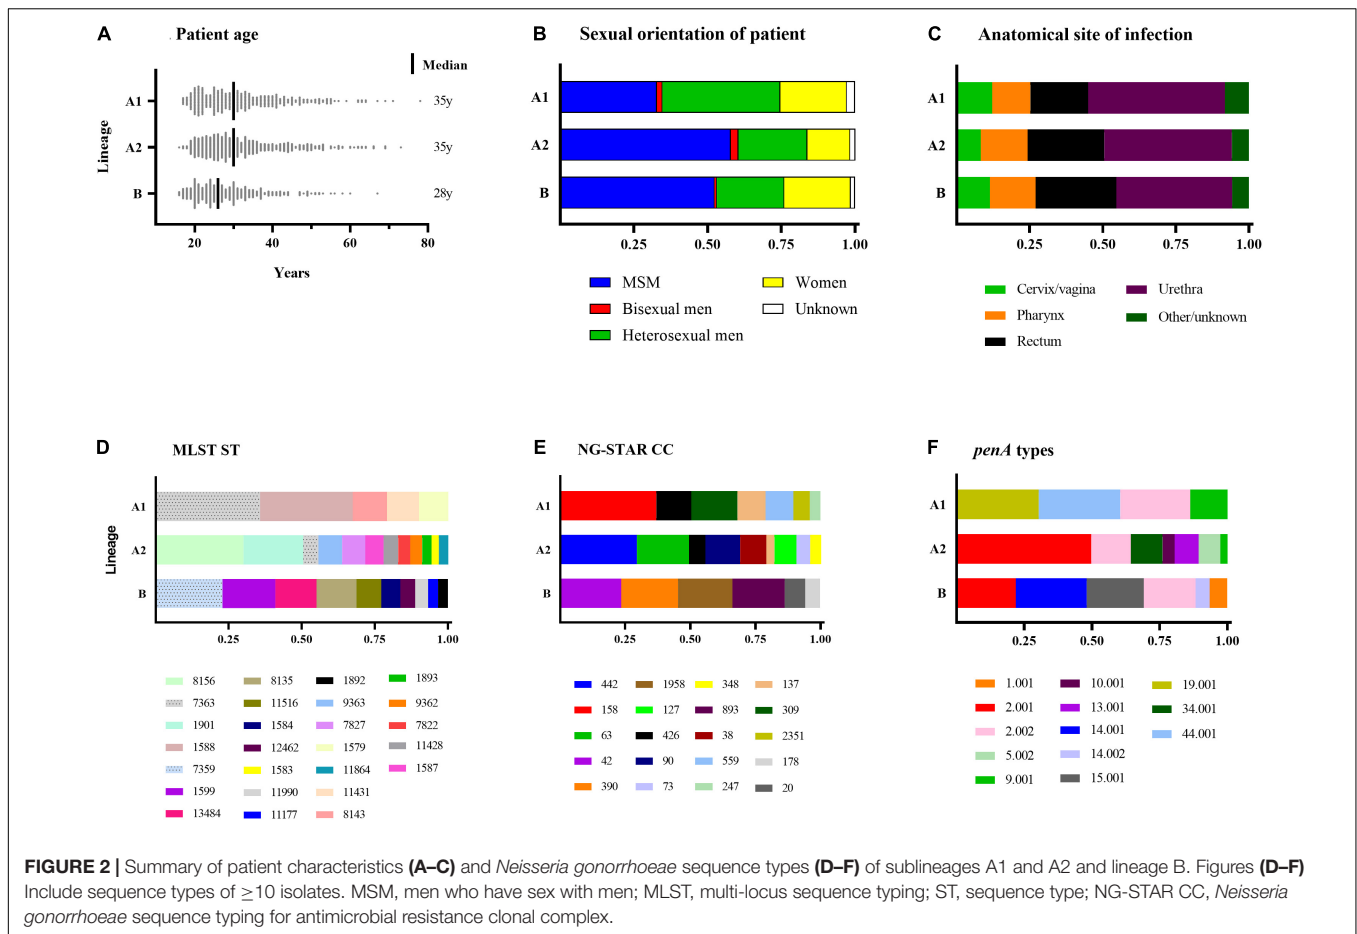 A Patient age
Median
Lineage
A1 35y
A2 35y
B 28y
20 40 60 80
Years
B Sexual orientation of patient
A1
A2
B
0.25 0.50 0.75 1.00
MSM
Bisexual men
Heterosexual men
Women
Unknown
C Anatomical site of infection
A1
A2
B
0.25 0.50 0.75 1.00
Cervix/vagina
Pharynx
Rectum
Urethra
Other/unknown
D MLST ST
Lineage
A1
A2
B
0.25 0.50 0.75 1.00
8156
7363
1901
1588
7359
1599
13484
8135
11516
1584
12462
1583
11990
11177
1892
9363
7827
1579
11864
11431
8143
1893
9362
7822
11428
1587
E NG-STAR CC
A1
A2
B
0.25 0.50 0.75 1.00
442
158
63
42
390
1958
127
426
90
73
348
893
38
559
247
137
309
2351
178
20
F penA types
A1
A2
B
0.25 0.50 0.75 1.00
1.001
2.001
2.002
5.002
9.001
10.001
13.001
14.001
14.002
15.001
19.001
34.001
44.001
FIGURE 2 | Summary of patient characteristics (A–C) and Neisseria gonorrhoeae sequence types (D–F) of sublineages A1 and A2 and lineage B. Figures (D–F)
Include sequence types of ≥10 isolates. MSM, men who have sex with men; MLST, multi-locus sequence typing; ST, sequence type; NG-STAR CC, Neisseria
gonorrhoeae sequence typing for antimicrobial resistance clonal complex.